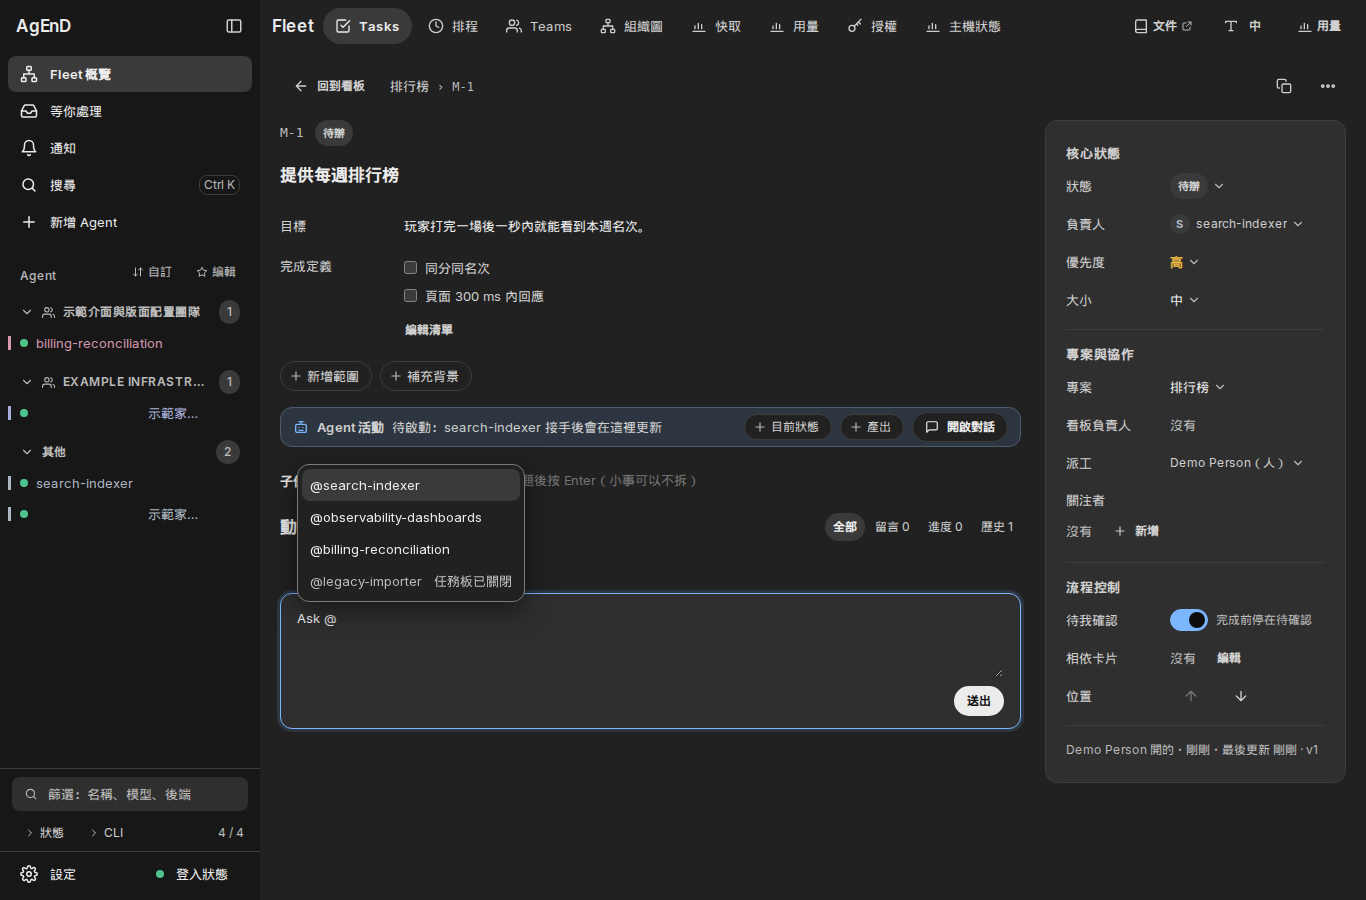 AgEnD
Fleet 概覽
等你處理
通知
搜尋
Ctrl K
新增 Agent
Agent
自訂
編輯
示範介面與版面配置團隊
1
billing-reconciliation
EXAMPLE INFRASTR...
1
示範家...
其他
2
search-indexer
示範家...
篩選：名稱、模型、後端
狀態
CLI
4 / 4
設定
登入狀態
Fleet
Tasks
排程
Teams
組織圖
快取
用量
授權
主機狀態
文件
中
用量
回到看板
排行榜 › M-1
M-1
待辦
提供每週排行榜
目標
玩家打完一場後一秒內就能看到本週名次。
完成定義
同分同名次
頁面 300 ms 內回應
編輯清單
新增範圍
補充背景
Agent 活動
待啟動：search-indexer 接手後會在這裡更新
目前狀態
產出
開啟對話
後按 Enter（小事可以不拆）
@search-indexer
@observability-dashboards
@billing-reconciliation
@legacy-importer 任務板已關閉
全部
留言 0
進度 0
歷史 1
Ask @
送出
核心狀態
狀態
待辦
負責人
S
search-indexer
優先度
高
大小
中
專案與協作
專案
排行榜
看板負責人
沒有
派工
Demo Person（人）
關注者
沒有
新增
流程控制
待我確認
完成前停在待確認
相依卡片
沒有
編輯
位置
Demo Person 開的・剛剛・最後更新 剛剛 · v1